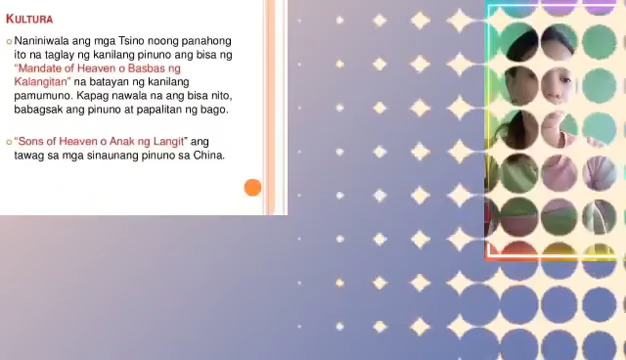 KULTURA
Naniniwala ang mga Tsino noong panahong
ito na taglay ng kanilang pinuno ang bisa ng
“Mandate of Heaven o Basbas ng
Kalangitan” na batayan ng kanilang
pamumuno. Kapag nawala na ang bisa nito,
babagsak ang pinuno at papalitan ng bago.
“Sons of Heaven o Anak ng Langit” ang
tawag sa mga sinaunang pinuno sa China.